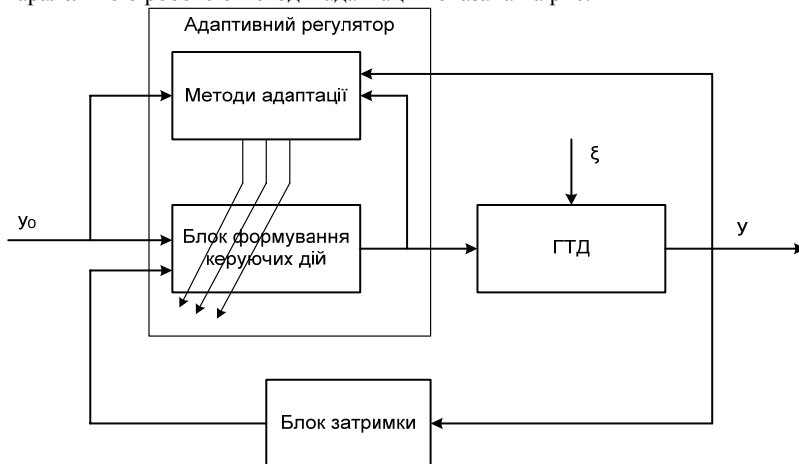 Адаптивний регулятор
Методи адаптації
ξ
y₀
y
Блок формування
керуючих дій
ГТД
Блок затримки